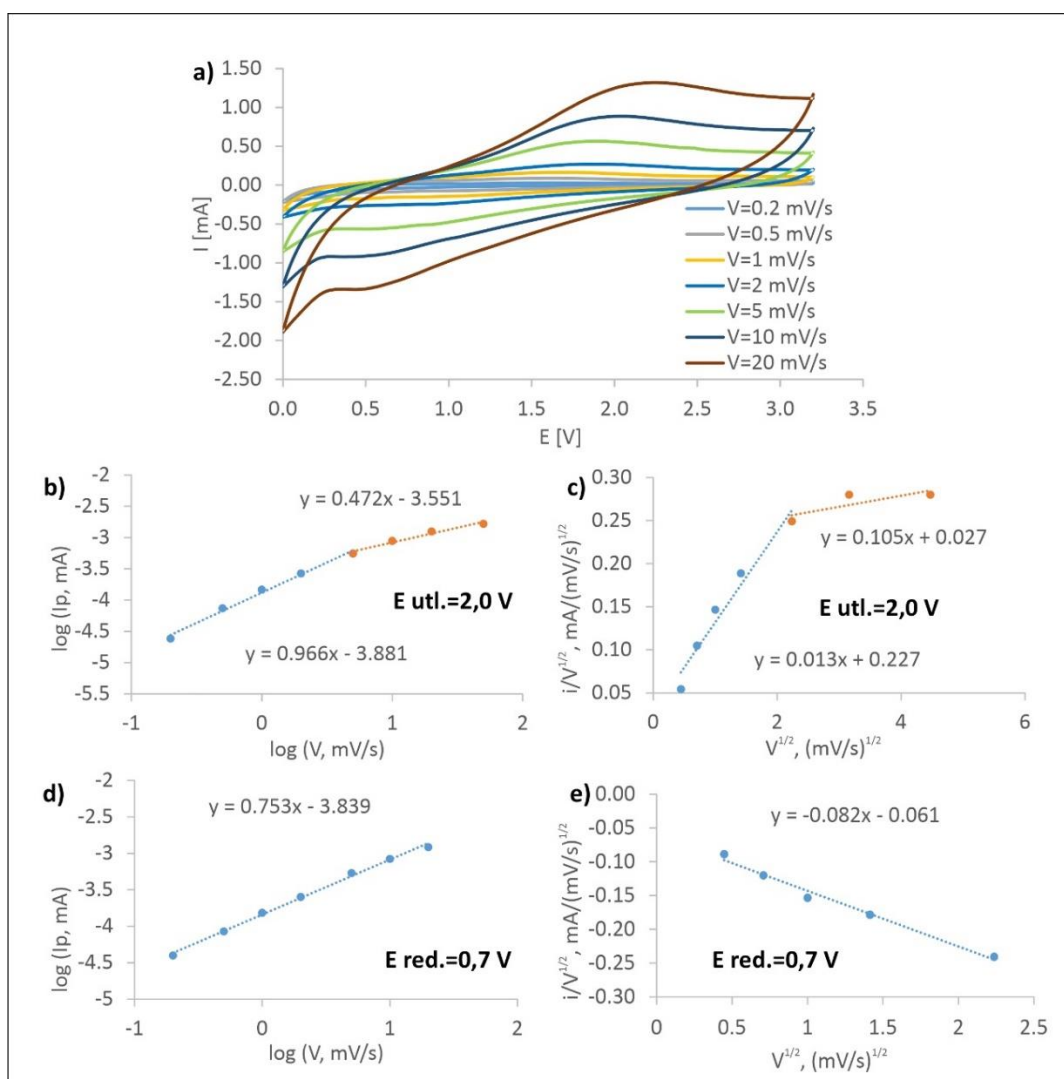 a)
1.50
1.00
0.50
0.00
-0.50
-1.00
-1.50
-2.00
-2.50
I [mA]
0.0 0.5 1.0 1.5 2.0 2.5 3.0 3.5
E [V]
V=0.2 mV/s
V=0.5 mV/s
V=1 mV/s
V=2 mV/s
V=5 mV/s
V=10 mV/s
V=20 mV/s
b)
-2
-2.5
-3
-3.5
-4
-4.5
-5
-5.5
log (Ip, mA)
y = 0.472x - 3.551
E utl.=2,0 V
y = 0.966x - 3.881
-1 0 1 2
log (V, mV/s)
c)
0.30
0.25
0.20
0.15
0.10
0.05
i/V^1/2, mA/(mV/s)^1/2
y = 0.105x + 0.027
E utl.=2,0 V
y = 0.013x + 0.227
0 2 4 6
V^1/2, (mV/s)^1/2
d)
-2
-2.5
-3
-3.5
-4
-4.5
-5
log (Ip, mA)
y = 0.753x - 3.839
E red.=0,7 V
-1 0 1 2
log (V, mV/s)
e)
0.00
-0.05
-0.10
-0.15
-0.20
-0.25
-0.30
i/V^1/2, mA/(mV/s)^1/2
y = -0.082x - 0.061
E red.=0,7 V
0 0.5 1 1.5 2 2.5
V^1/2, (mV/s)^1/2